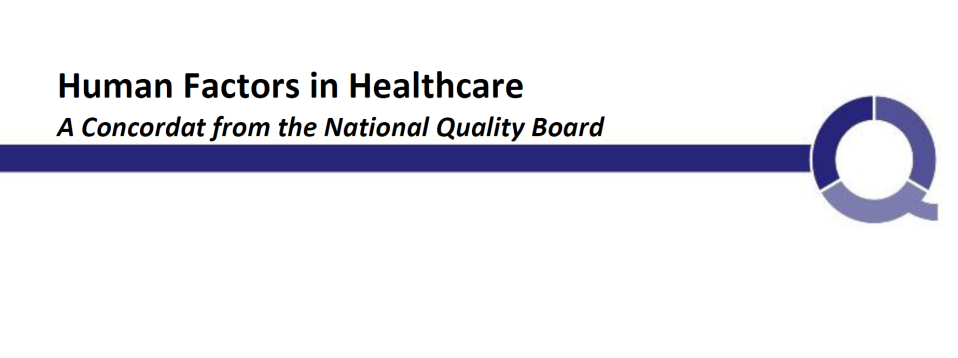 Human Factors in Healthcare
A Concordat from the National Quality Board